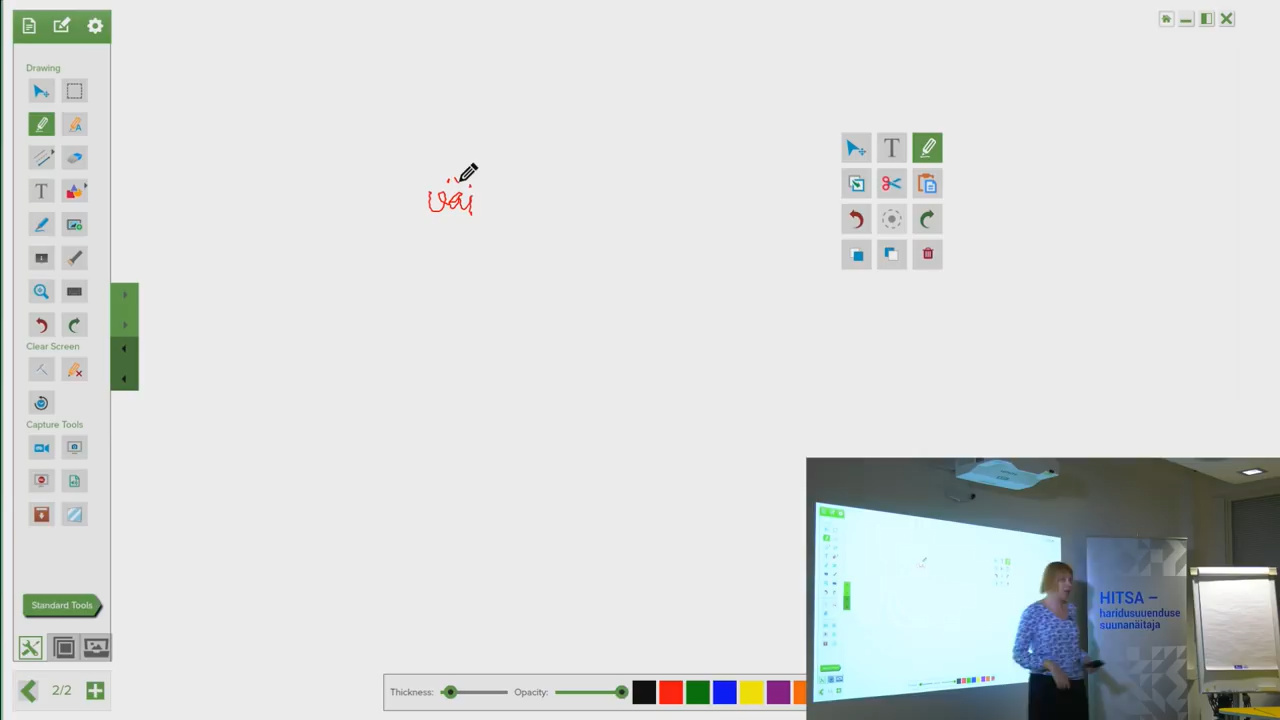 Drawing
väi
T
T
Clear Screen
Capture Tools
Standard Tools
2/2
Thickness:
Opacity:
HITSA –
haridusuuenduse
suunanäitaja